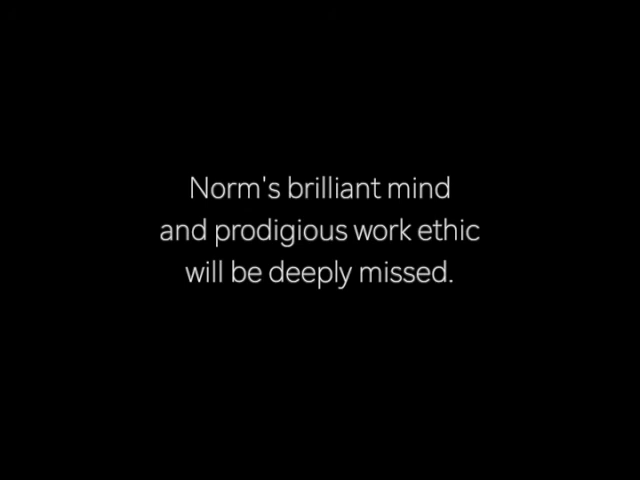 Norm's brilliant mind
and prodigious work ethic
will be deeply missed.